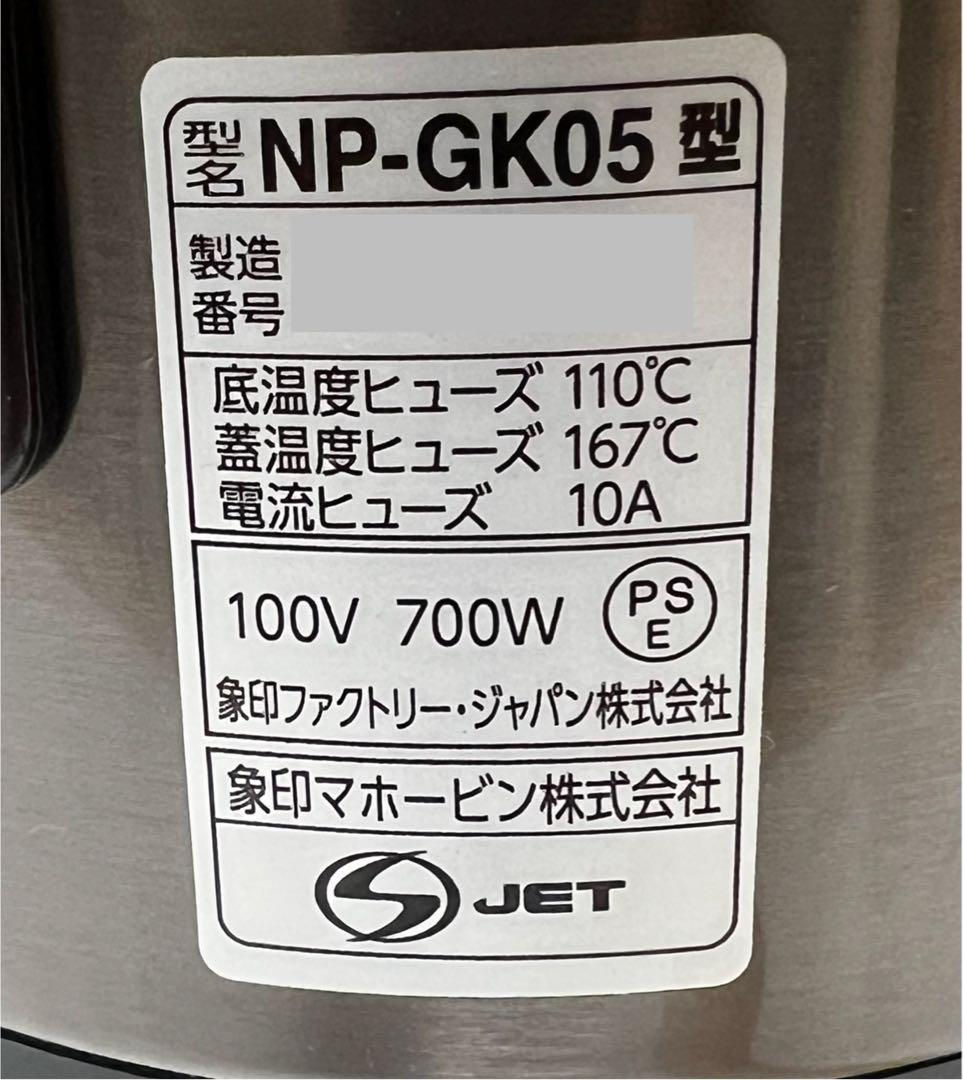 型名 NP-GK05 型
製造
番号
底温度ヒューズ 110℃
蓋温度ヒューズ 167℃
電流ヒューズ 10A
100V 700W PSE
象印ファクトリー・ジャパン株式会社
象印マホービン株式会社
S JET